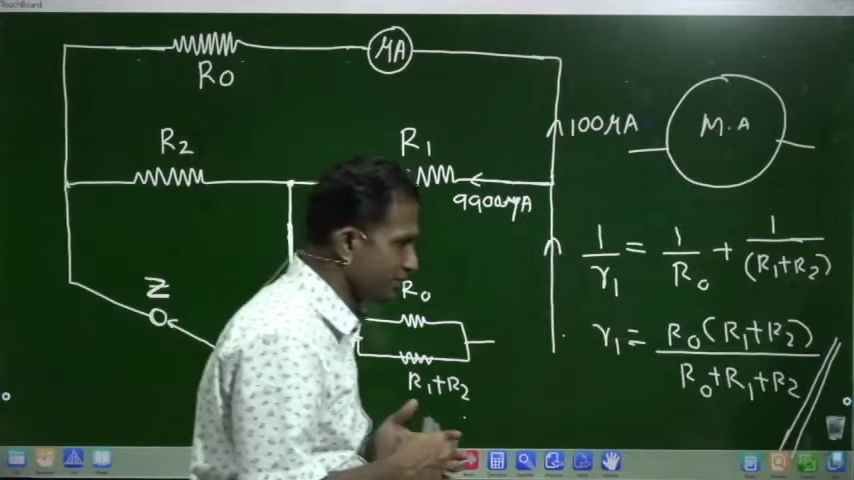 TouchBoard
R0
MA
R2
R1
100μA
M.A
9900μA
Z
1/r1 = 1/R0 + 1/(R1+R2)
R0
r1 = R0(R1+R2)/R0+R1+R2
R1+R2